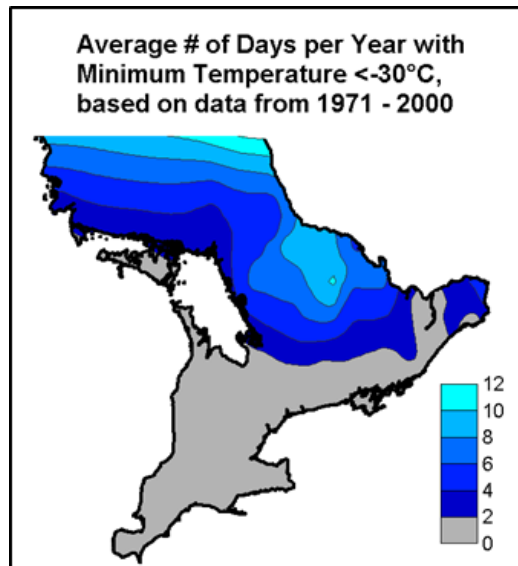 Average # of Days per Year with
Minimum Temperature <-30°C,
based on data from 1971 - 2000
12
10
8
6
4
2
0